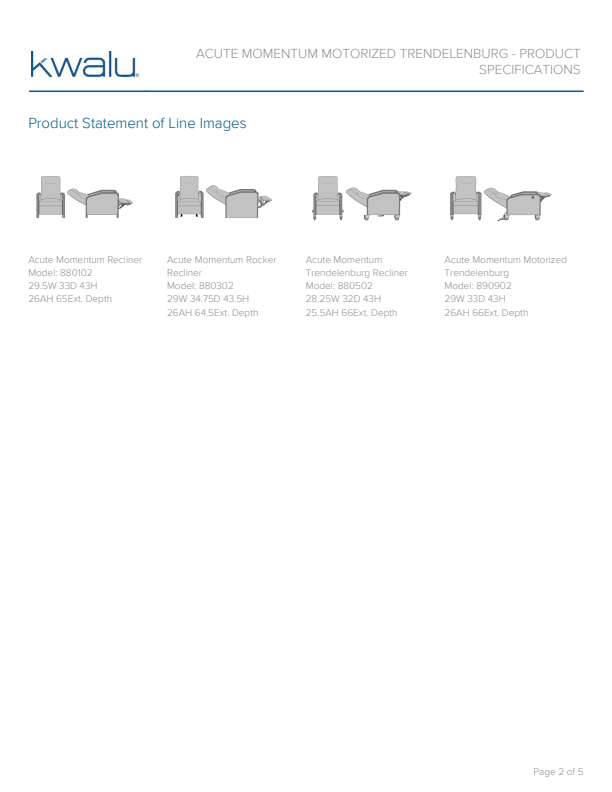 kwalu.
ACUTE MOMENTUM MOTORIZED TRENDELENBURG - PRODUCT
SPECIFICATIONS
Product Statement of Line Images
Acute Momentum Recliner
Model: 880102
29.5W 33D 43H
26AH 65Ext. Depth
Acute Momentum Rocker
Recliner
Model: 880302
29W 34.75D 43.5H
26AH 64.5Ext. Depth
Acute Momentum
Trendelenburg Recliner
Model: 880502
28.25W 32D 43H
25.5AH 66Ext. Depth
Acute Momentum Motorized
Trendelenburg
Model: 890902
29W 33D 43H
26AH 66Ext. Depth
Page 2 of 5